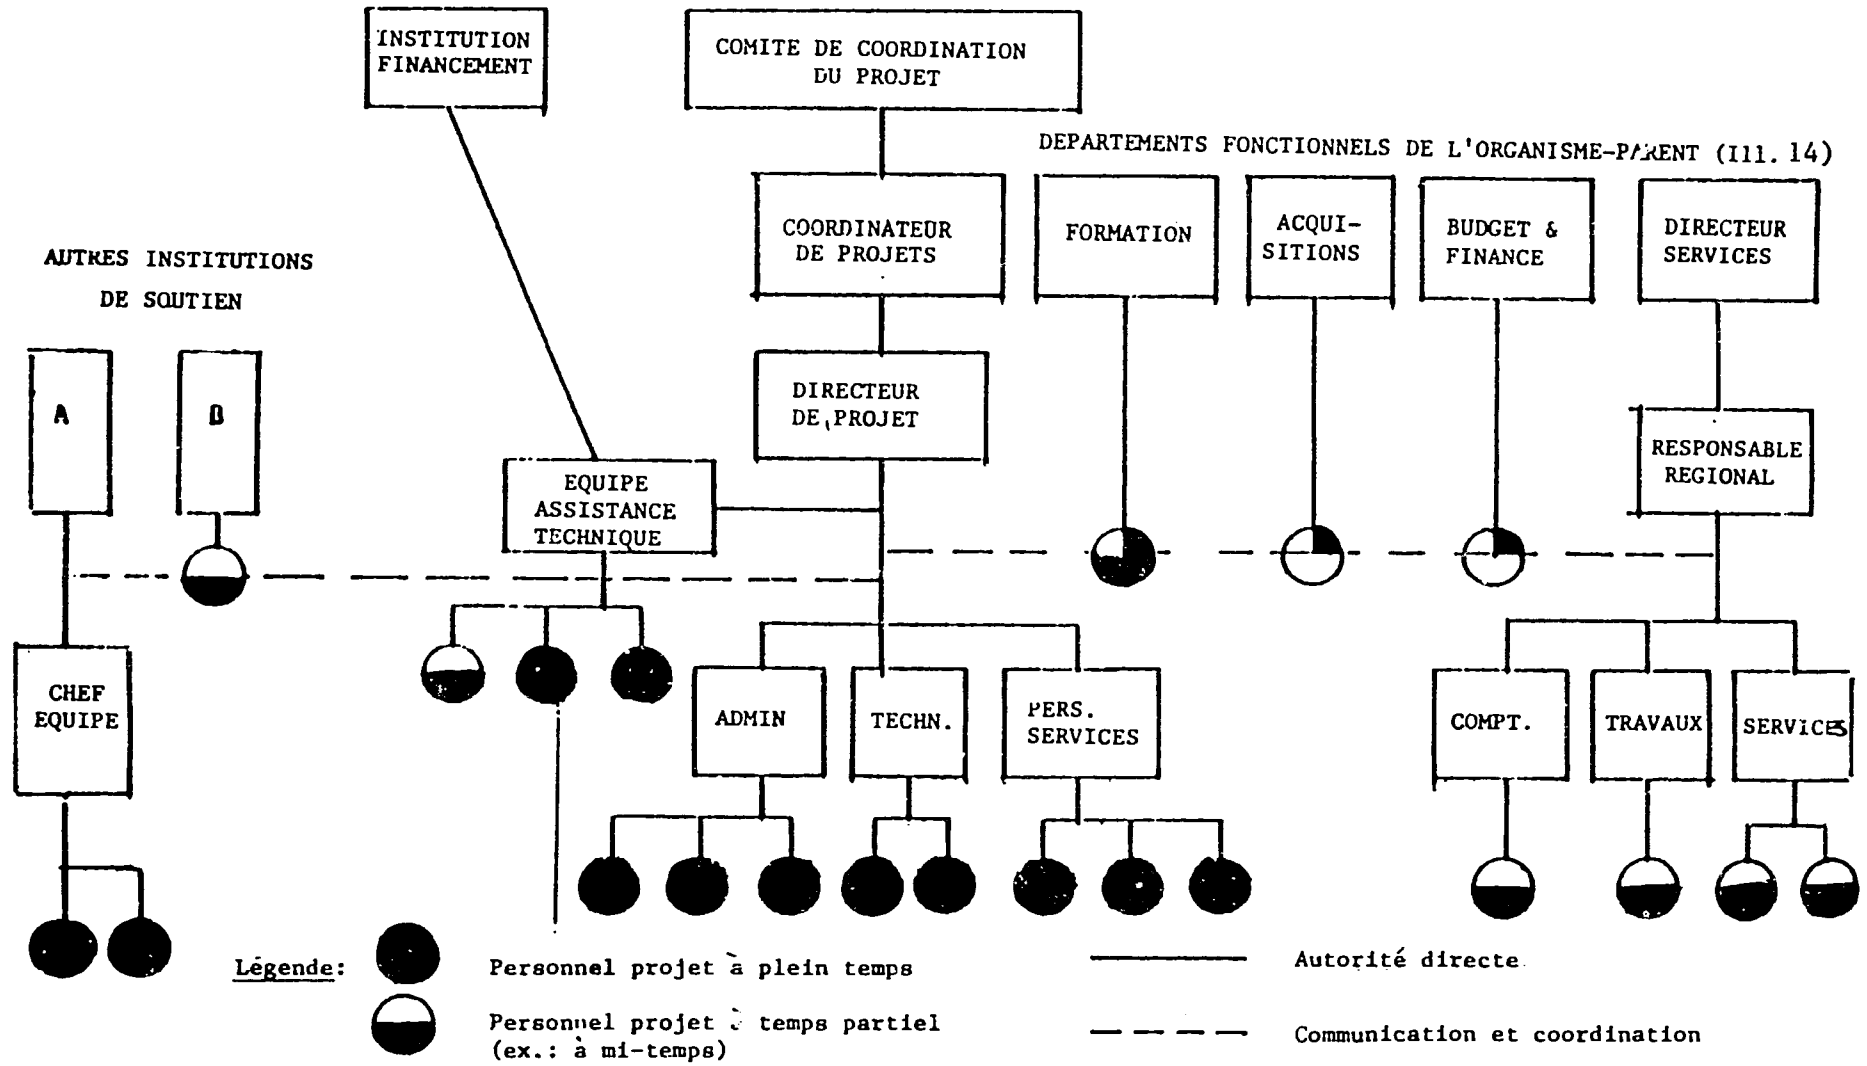 INSTITUTION
FINANCEMENT
COMITE DE COORDINATION
DU PROJET
DEPARTEMENTS FONCTIONNELS DE L'ORGANISME-PARENT (Ill. 14)
COORDINATEUR
DE PROJETS
FORMATION
ACQUI-
SITIONS
BUDGET &
FINANCE
DIRECTEUR
SERVICES
AUTRES INSTITUTIONS
DE SOUTIEN
A
B
DIRECTEUR
DE PROJET
RESPONSABLE
REGIONAL
EQUIPE
ASSISTANCE
TECHNIQUE
CHEF
EQUIPE
ADMIN
TECHN.
PERS.
SERVICES
COMPT.
TRAVAUX
SERVICES
Légende:
Personnel projet à plein temps
Autorité directe
Personnel projet à temps partiel
(ex.: à mi-temps)
Communication et coordination